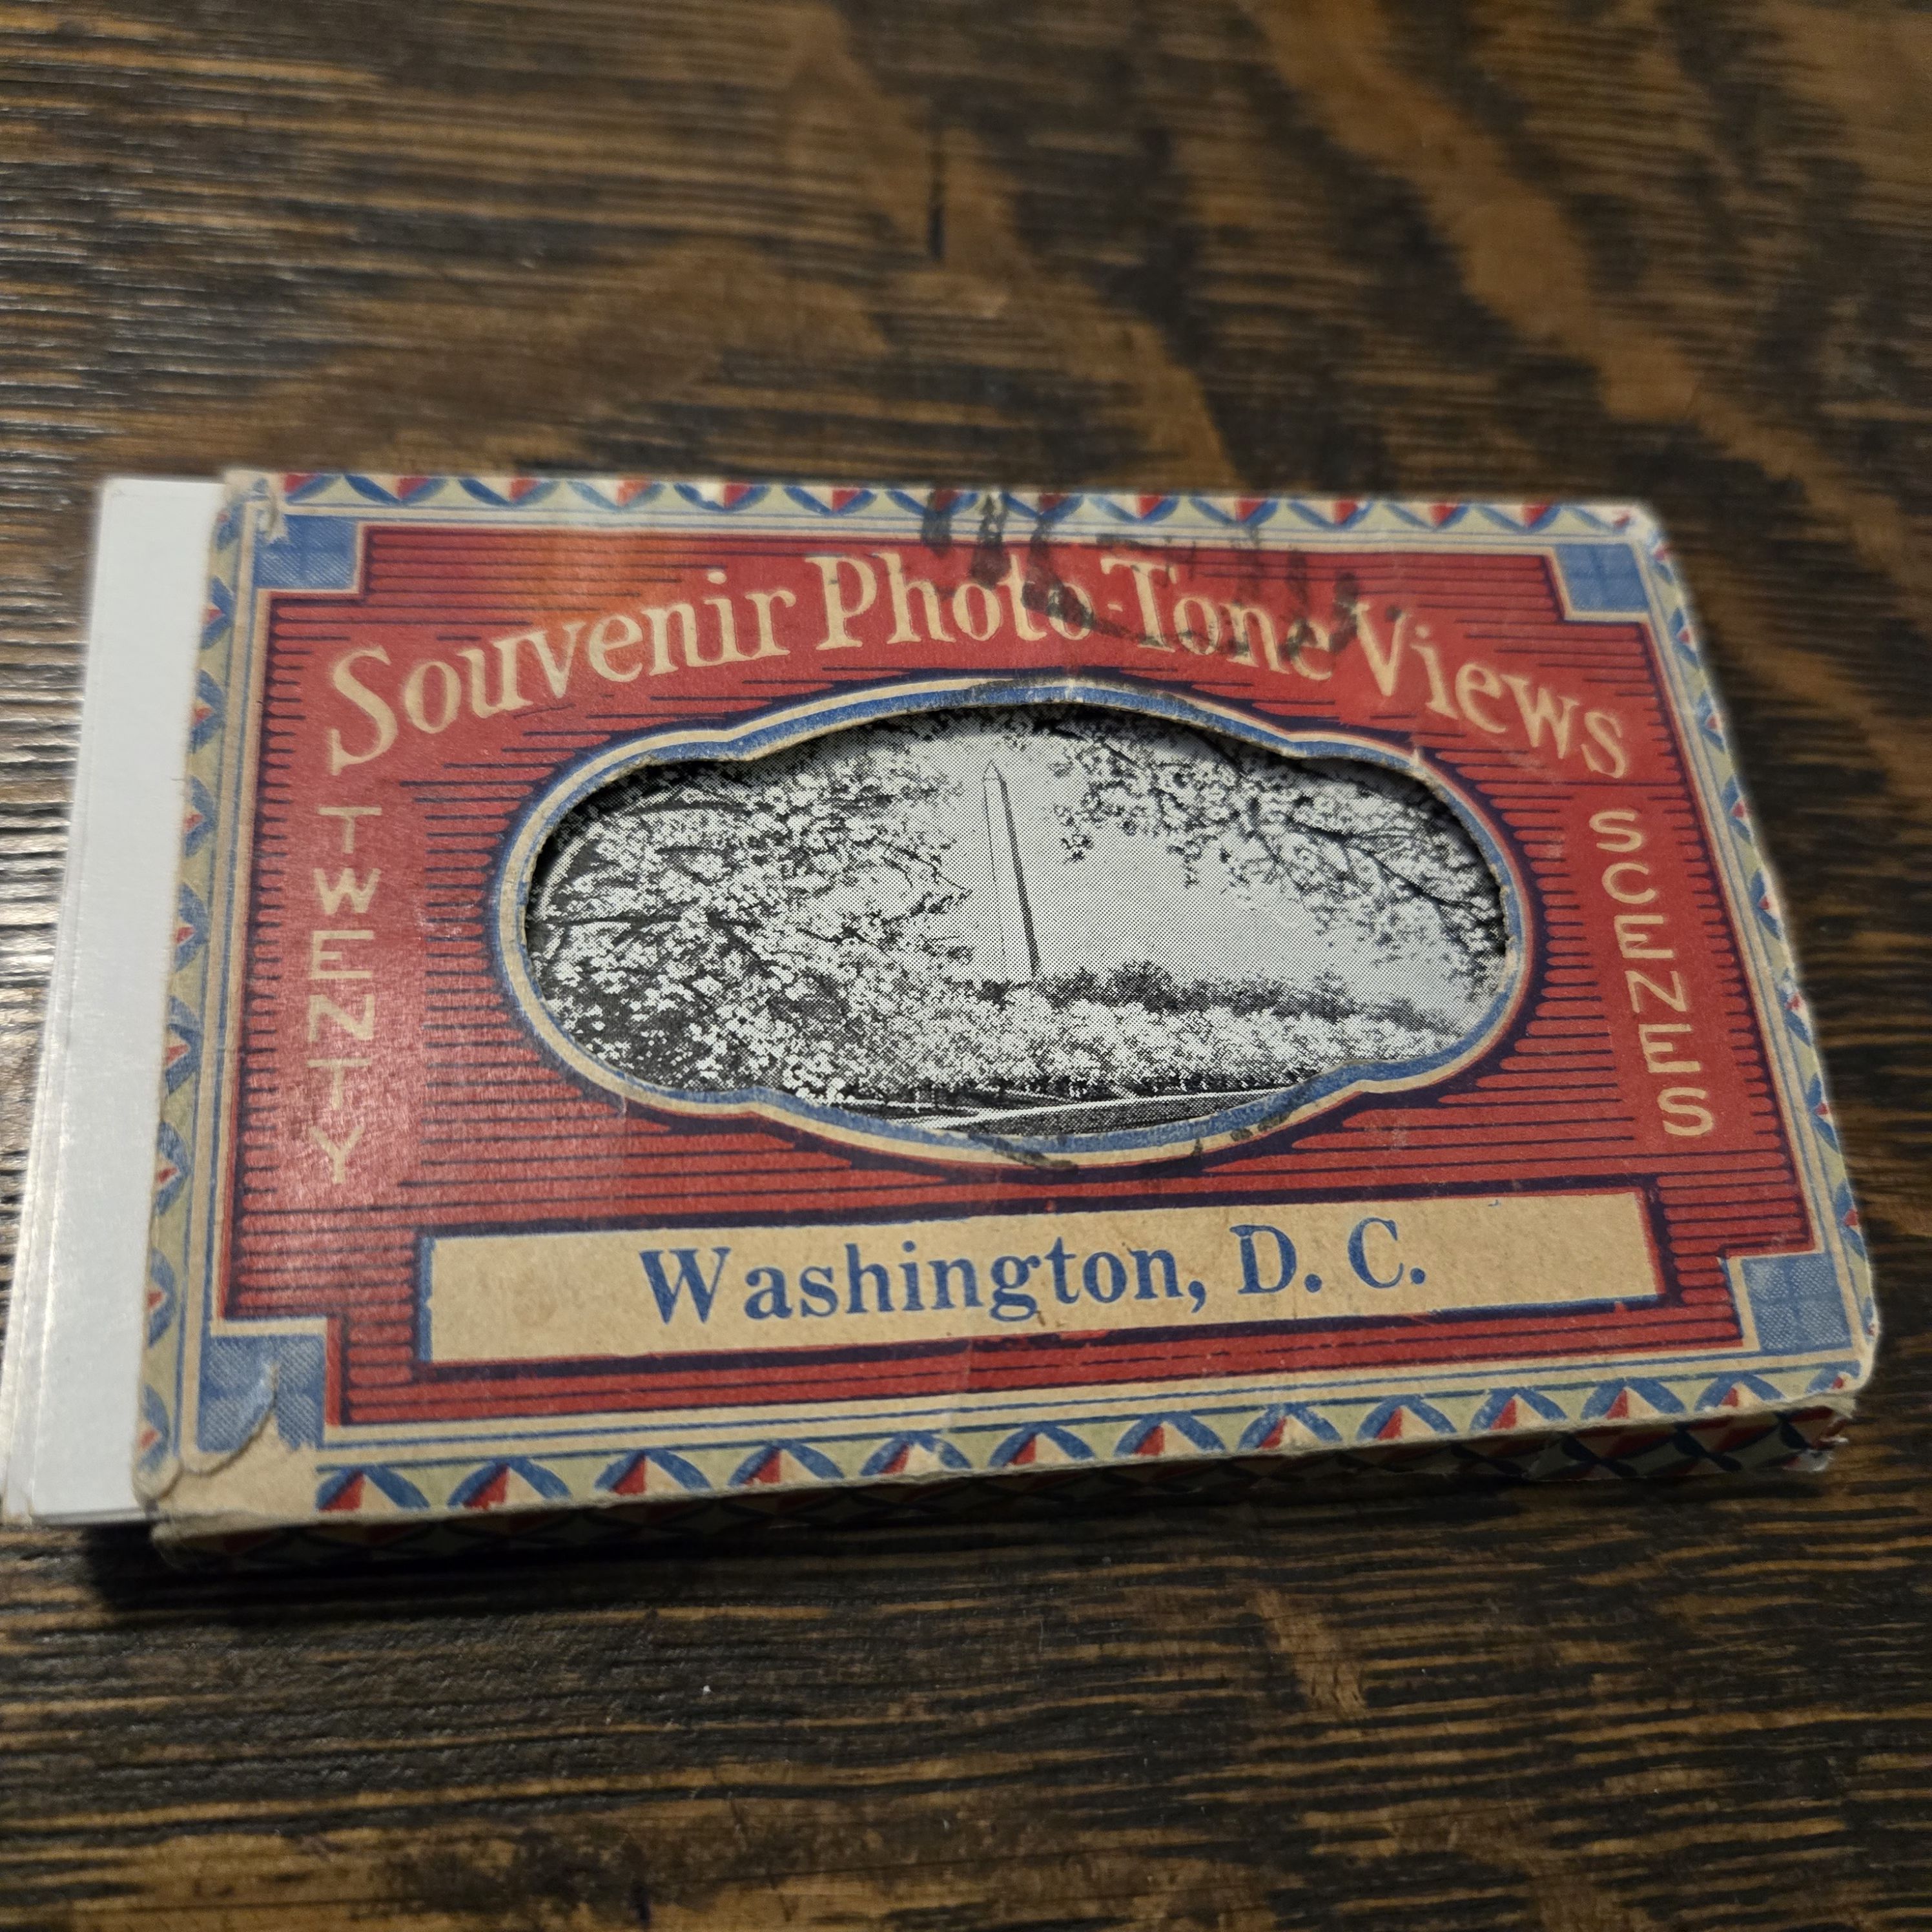 Souvenir Photo-Tone Views
TWENTY
SCENES
Washington, D. C.